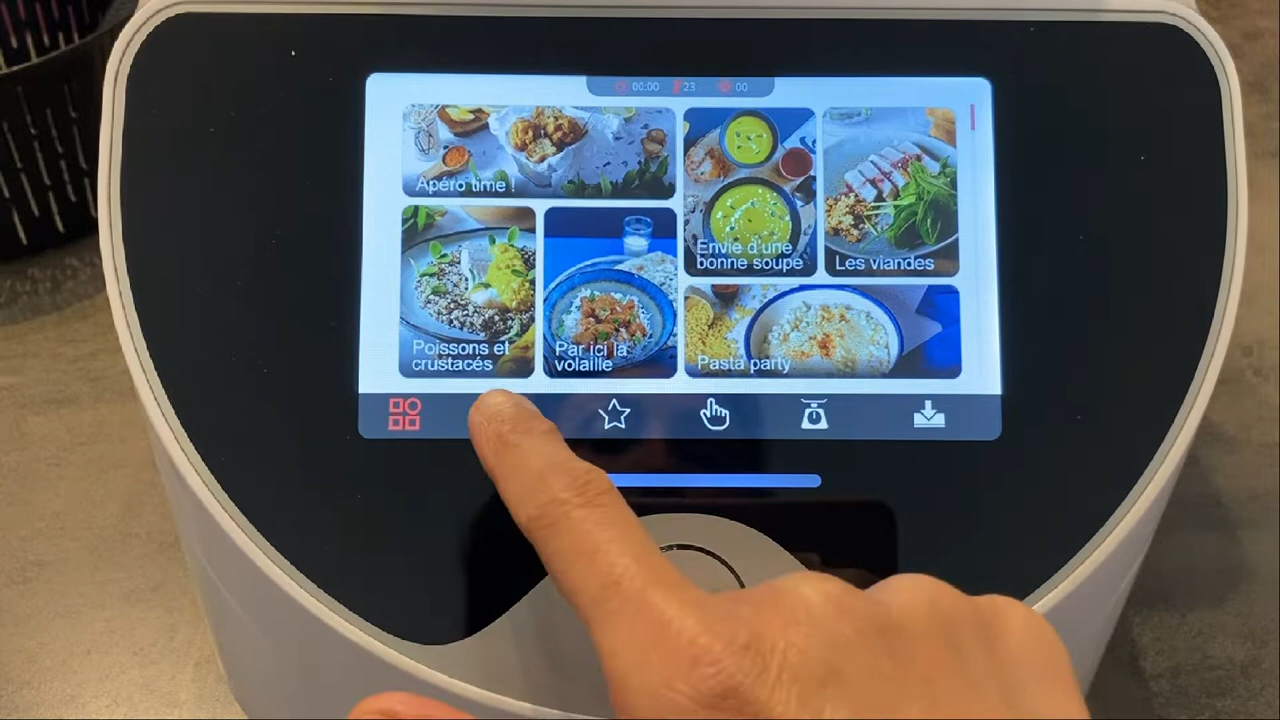 00:00 23 00
Apéro time !
Envie d'une
bonne soupe
Les viandes
Poissons et
crustacés
Par ici la
volaille
Pasta party